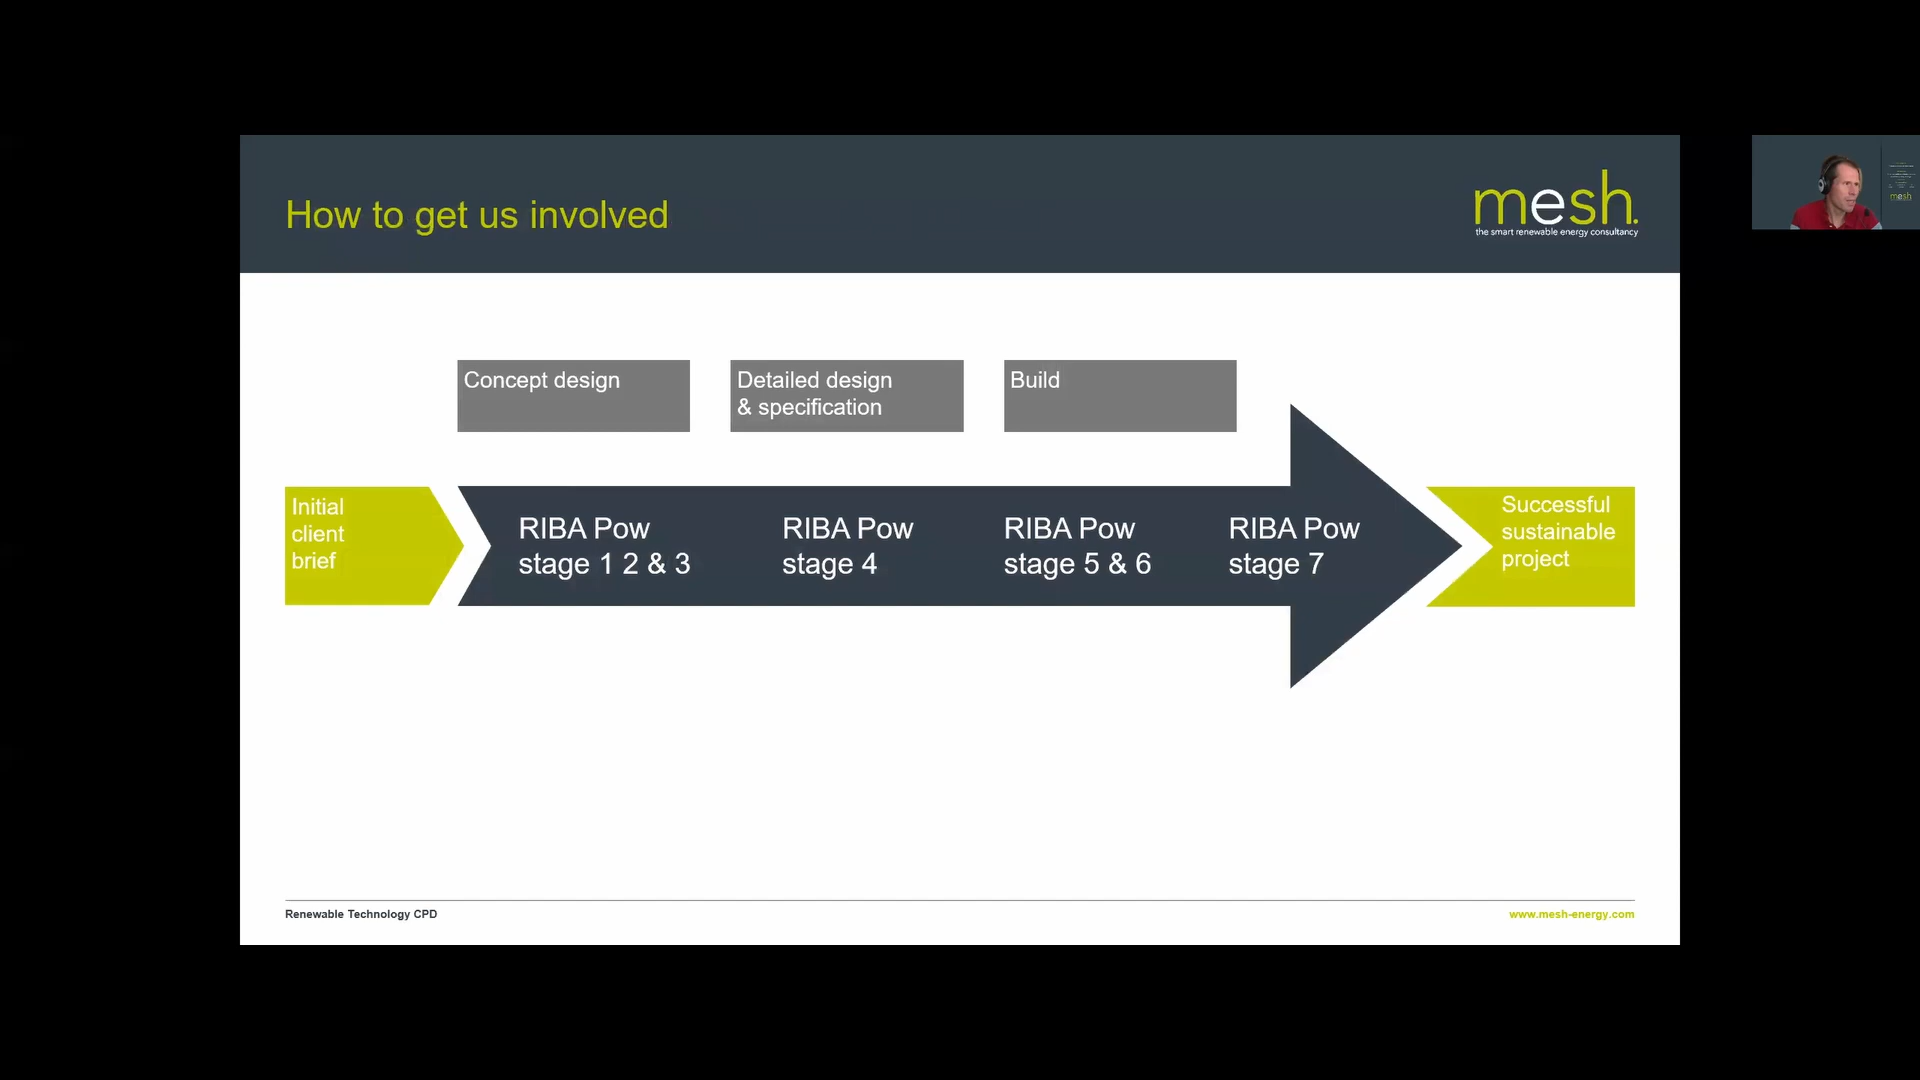 How to get us involved
mesh.
the smart renewable energy consultancy
Concept design
Detailed design
& specification
Build
Initial
client
brief
RIBA Pow
stage 1 2 & 3
RIBA Pow
stage 4
RIBA Pow
stage 5 & 6
RIBA Pow
stage 7
Successful
sustainable
project
Renewable Technology CPD
www.mesh-energy.com
mesh